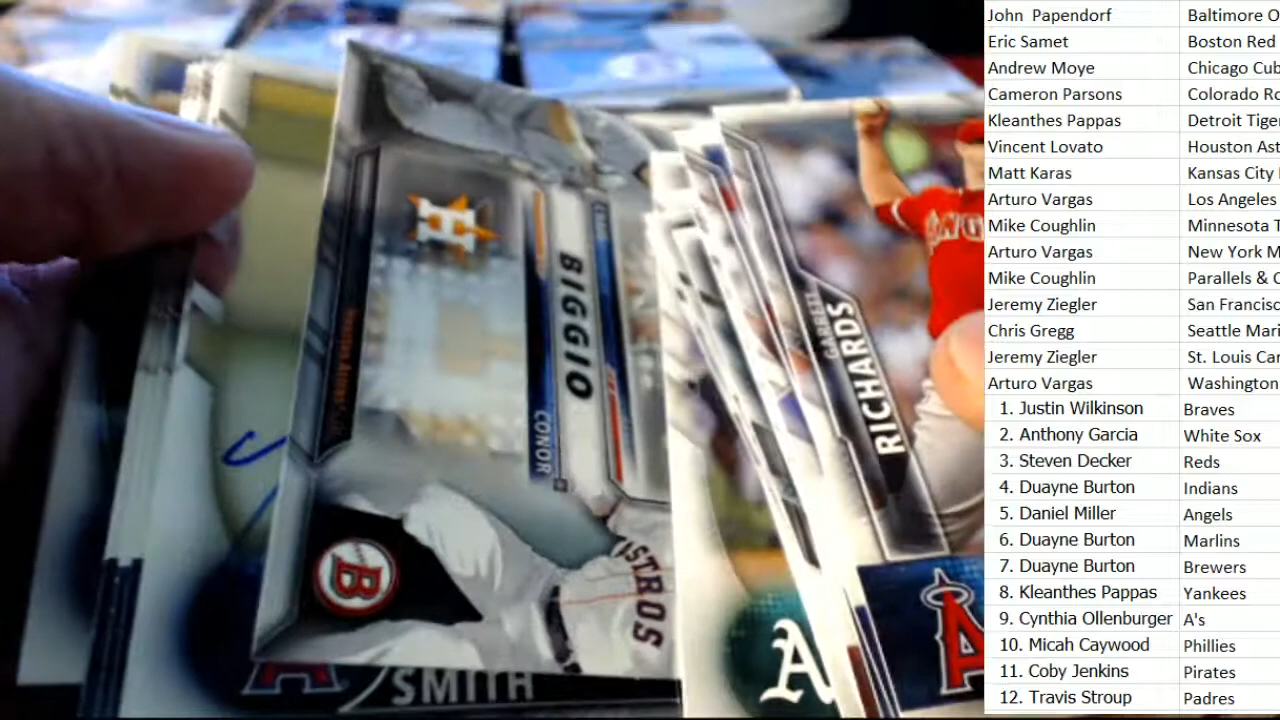 BIGGIO
CONOR
ASTROS
SMITH
GARRETT
RICHARDS
B
H
A
A
John Papendorf Baltimore O
Eric Samet Boston Red
Andrew Moye Chicago Cub
Cameron Parsons Colorado Ro
Kleanthes Pappas Detroit Tiger
Vincent Lovato Houston Ast
Matt Karas Kansas City
Arturo Vargas Los Angeles
Mike Coughlin Minnesota T
Arturo Vargas New York M
Mike Coughlin Parallels & C
Jeremy Ziegler San Francisc
Chris Gregg Seattle Mari
Jeremy Ziegler St. Louis Car
Arturo Vargas Washington
1. Justin Wilkinson Braves
2. Anthony Garcia White Sox
3. Steven Decker Reds
4. Duayne Burton Indians
5. Daniel Miller Angels
6. Duayne Burton Marlins
7. Duayne Burton Brewers
8. Kleanthes Pappas Yankees
9. Cynthia Ollenburger A's
10. Micah Caywood Phillies
11. Coby Jenkins Pirates
12. Travis Stroup Padres